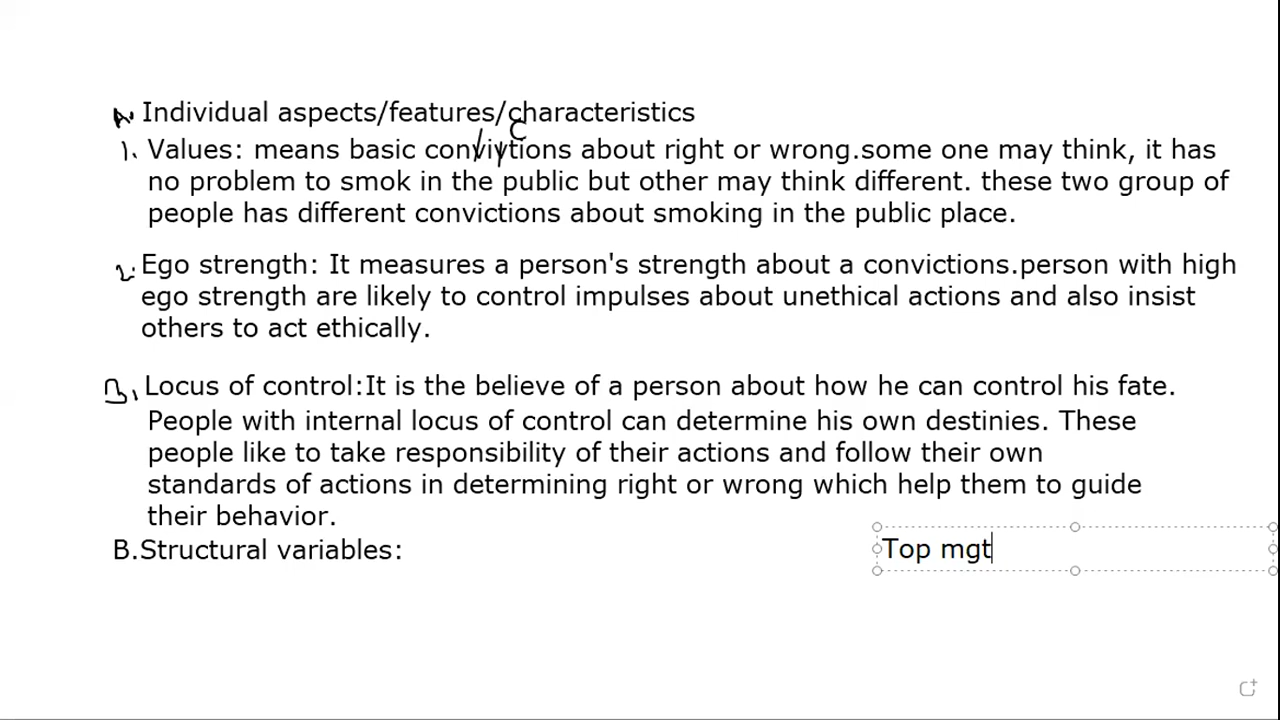 A. Individual aspects/features/characteristics
c
1. Values: means basic conviytions about right or wrong.some one may think, it has
no problem to smok in the public but other may think different. these two group of
people has different convictions about smoking in the public place.
2. Ego strength: It measures a person's strength about a convictions.person with high
ego strength are likely to control impulses about unethical actions and also insist
others to act ethically.
3. Locus of control:It is the believe of a person about how he can control his fate.
People with internal locus of control can determine his own destinies. These
people like to take responsibility of their actions and follow their own
standards of actions in determining right or wrong which help them to guide
their behavior.
B.Structural variables: Top mgt